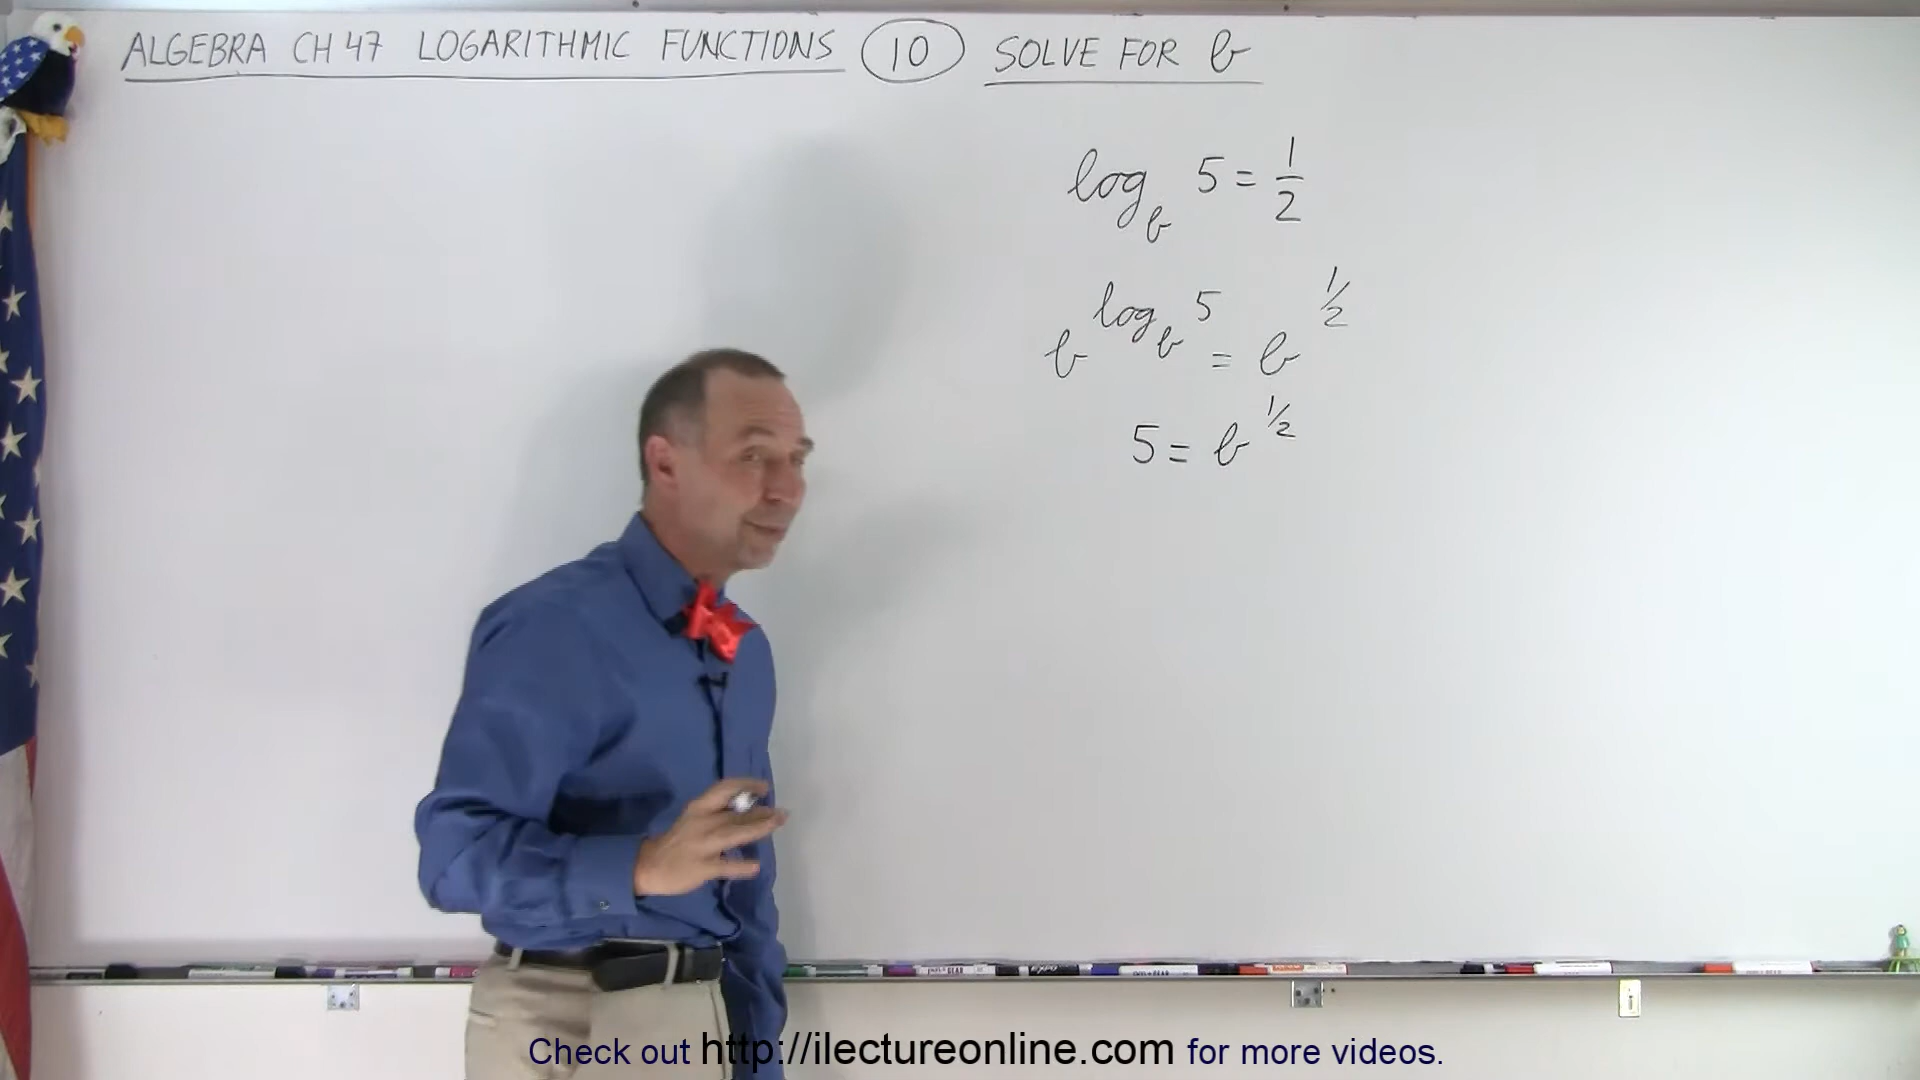 ALGEBRA CH 47 LOGARITHMIC FUNCTIONS (10) SOLVE FOR b
log_b 5 = 1/2
b^(log_b 5) = b^(1/2)
5 = b^(1/2)
Check out http://ilectureonline.com for more videos.